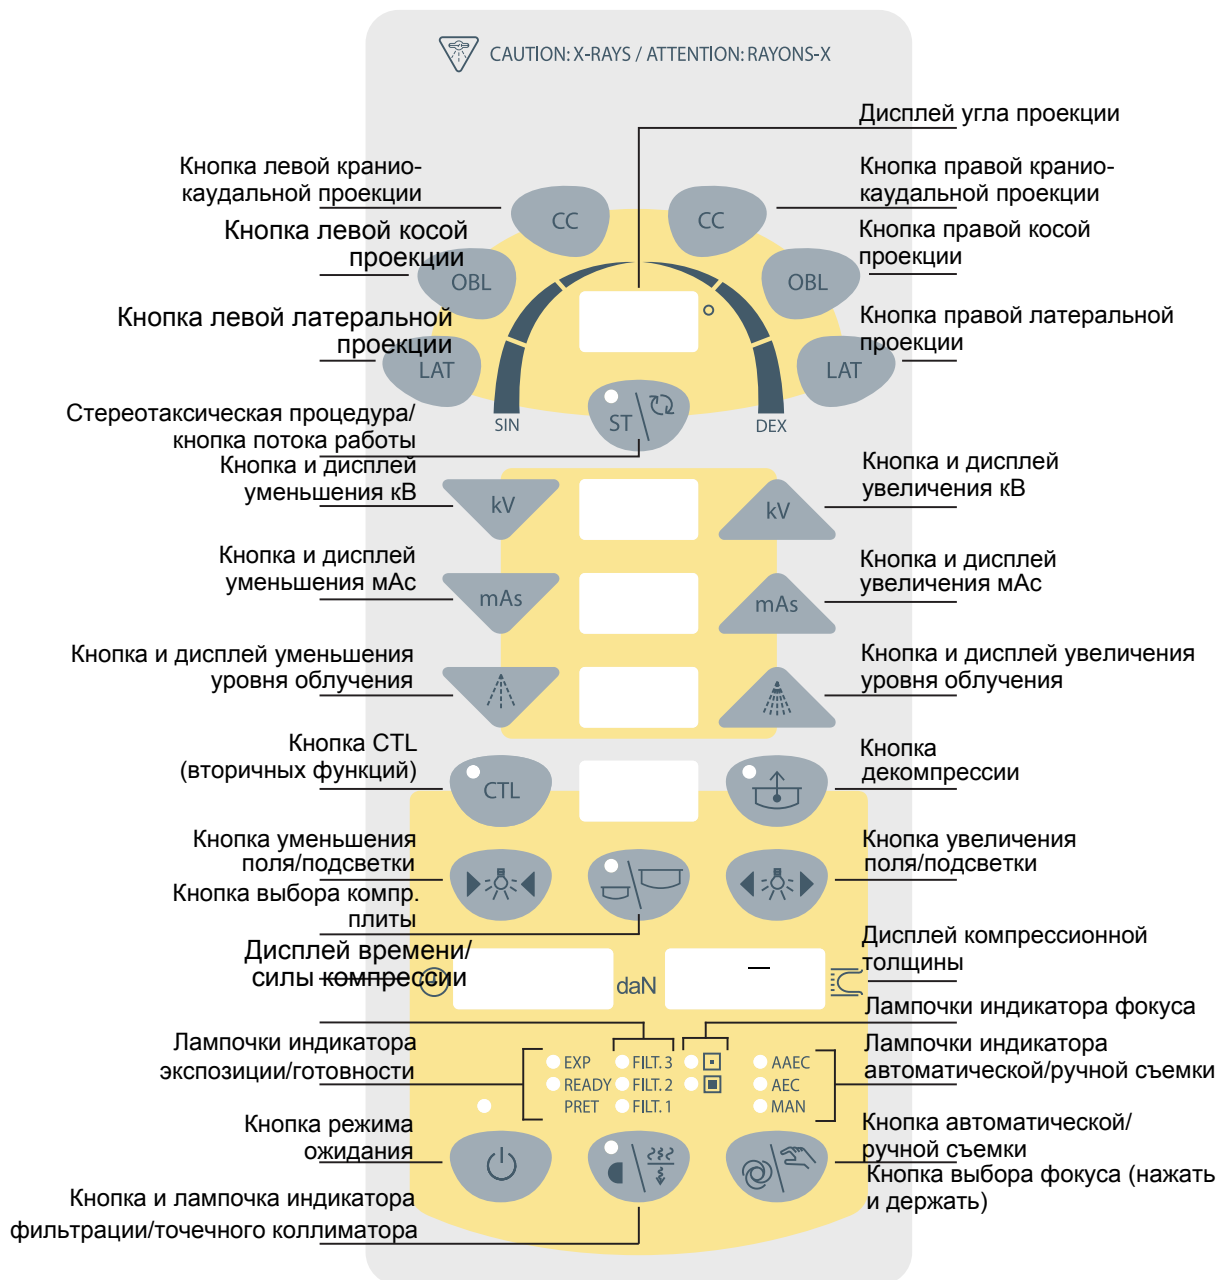 CAUTION: X-RAYS / ATTENTION: RAYONS-X
Дисплей угла проекции
Кнопка левой кранио-
каудальной проекции
Кнопка правой кранио-
каудальной проекции
CC
CC
Кнопка левой косой
проекции
Кнопка правой косой
проекции
OBL
OBL
Кнопка левой латеральной
проекции
Кнопка правой латеральной
проекции
LAT
LAT
Стереотаксическая процедура/
кнопка потока работы
SIN
ST
DEX
Кнопка и дисплей
уменьшения кВ
Кнопка и дисплей
увеличения кВ
kV
kV
Кнопка и дисплей
уменьшения мАс
Кнопка и дисплей
увеличения мАс
mAs
mAs
Кнопка и дисплей уменьшения
уровня облучения
Кнопка и дисплей увеличения
уровня облучения
Кнопка CTL
(вторичных функций)
Кнопка
декомпрессии
CTL
Кнопка уменьшения
поля/подсветки
Кнопка увеличения
поля/подсветки
Кнопка выбора компр.
плиты
Дисплей времени/
силы компрессии
Дисплей компрессионной
толщины
daN
Лампочки индикатора фокуса
Лампочки индикатора
экспозиции/готовности
Лампочки индикатора
автоматической/ручной съемки
EXP FILT. 3 AAEC
READY FILT. 2 AEC
PRET FILT. 1 MAN
Кнопка режима
ожидания
Кнопка автоматической/
ручной съемки
Кнопка выбора фокуса (нажать
и держать)
Кнопка и лампочка индикатора
фильтрации/точечного коллиматора